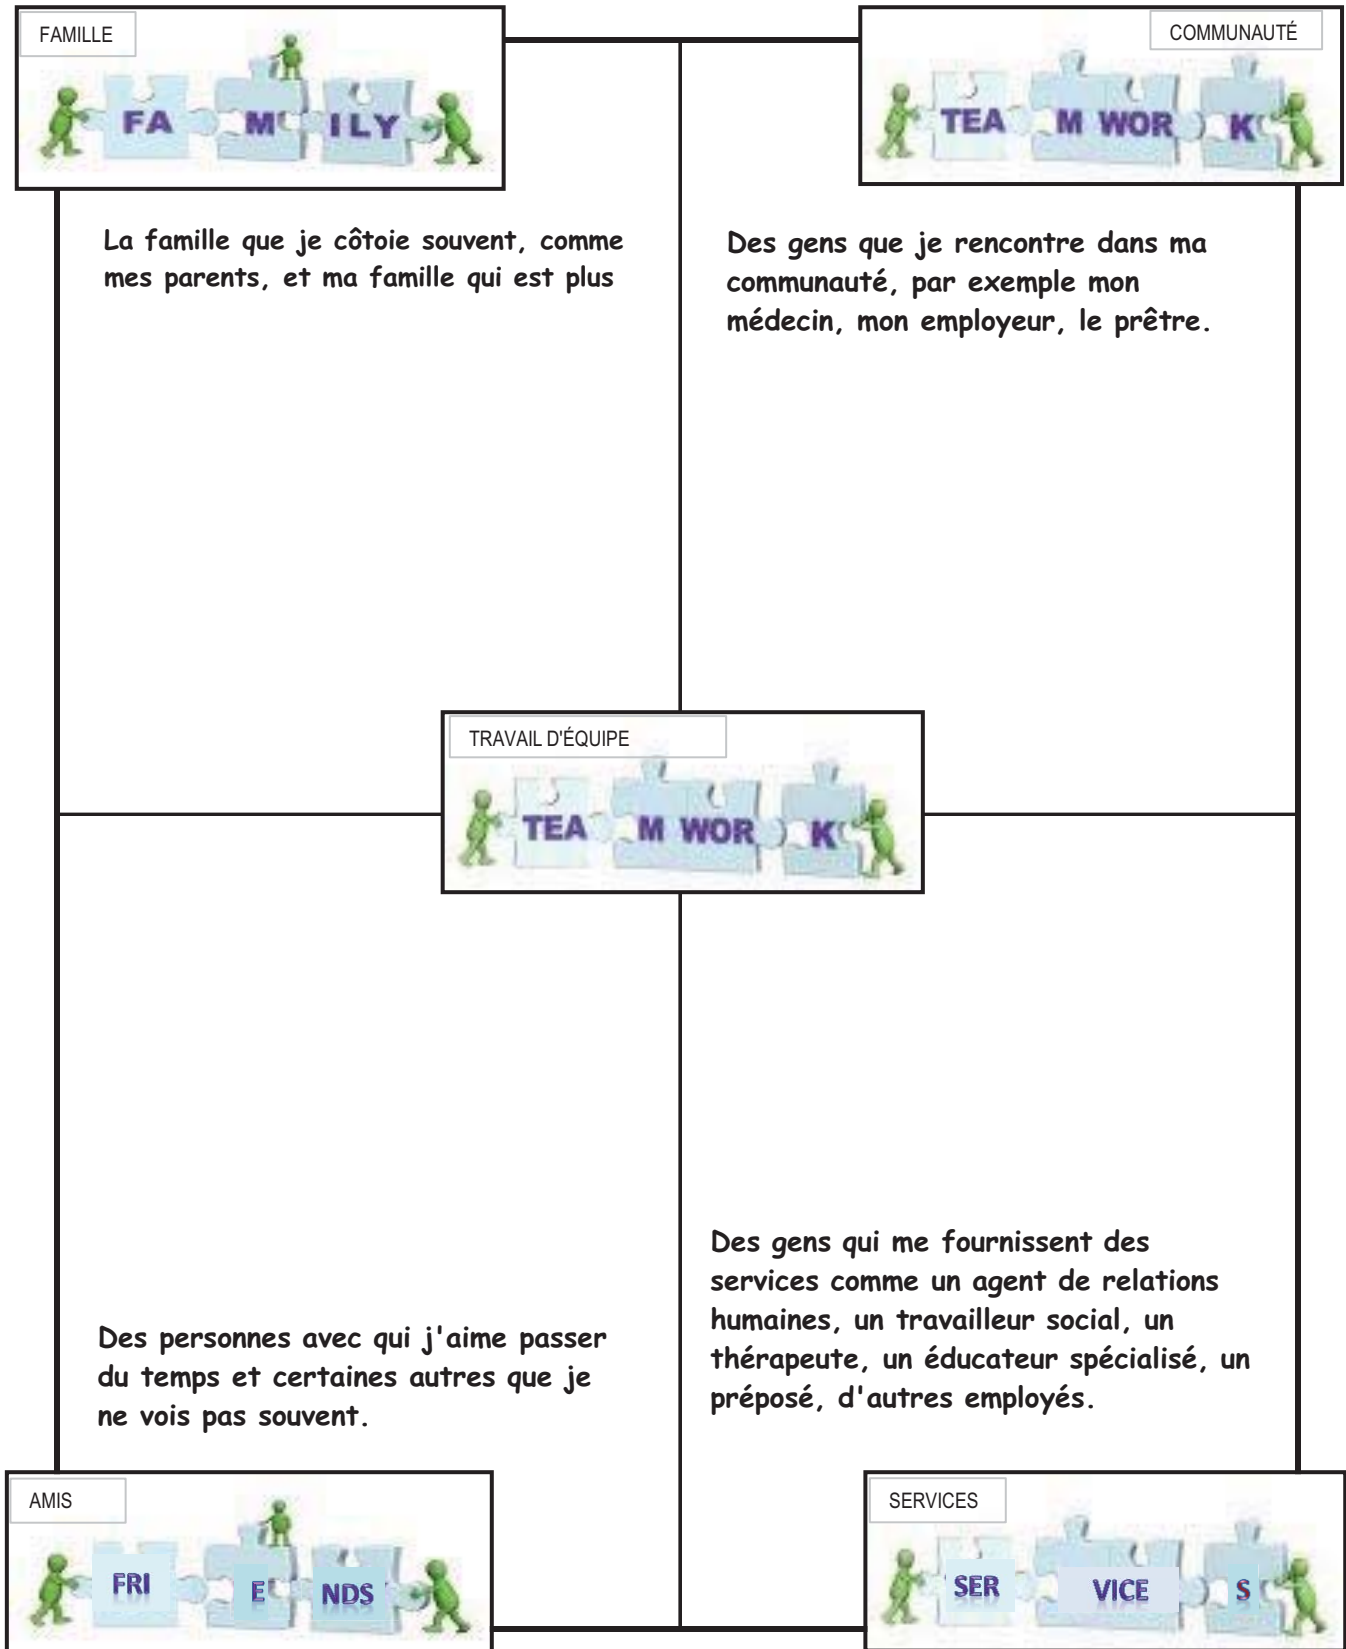 FAMILLE
FA M ILY
La famille que je côtoie souvent, comme
mes parents, et ma famille qui est plus
COMMUNAUTÉ
TEA M WOR K
Des gens que je rencontre dans ma
communauté, par exemple mon
médecin, mon employeur, le prêtre.
TRAVAIL D'ÉQUIPE
TEA M WOR K
Des personnes avec qui j'aime passer
du temps et certaines autres que je
ne vois pas souvent.
AMIS
FRI E NDS
Des gens qui me fournissent des
services comme un agent de relations
humaines, un travailleur social, un
thérapeute, un éducateur spécialisé, un
préposé, d'autres employés.
SERVICES
SER VICE S